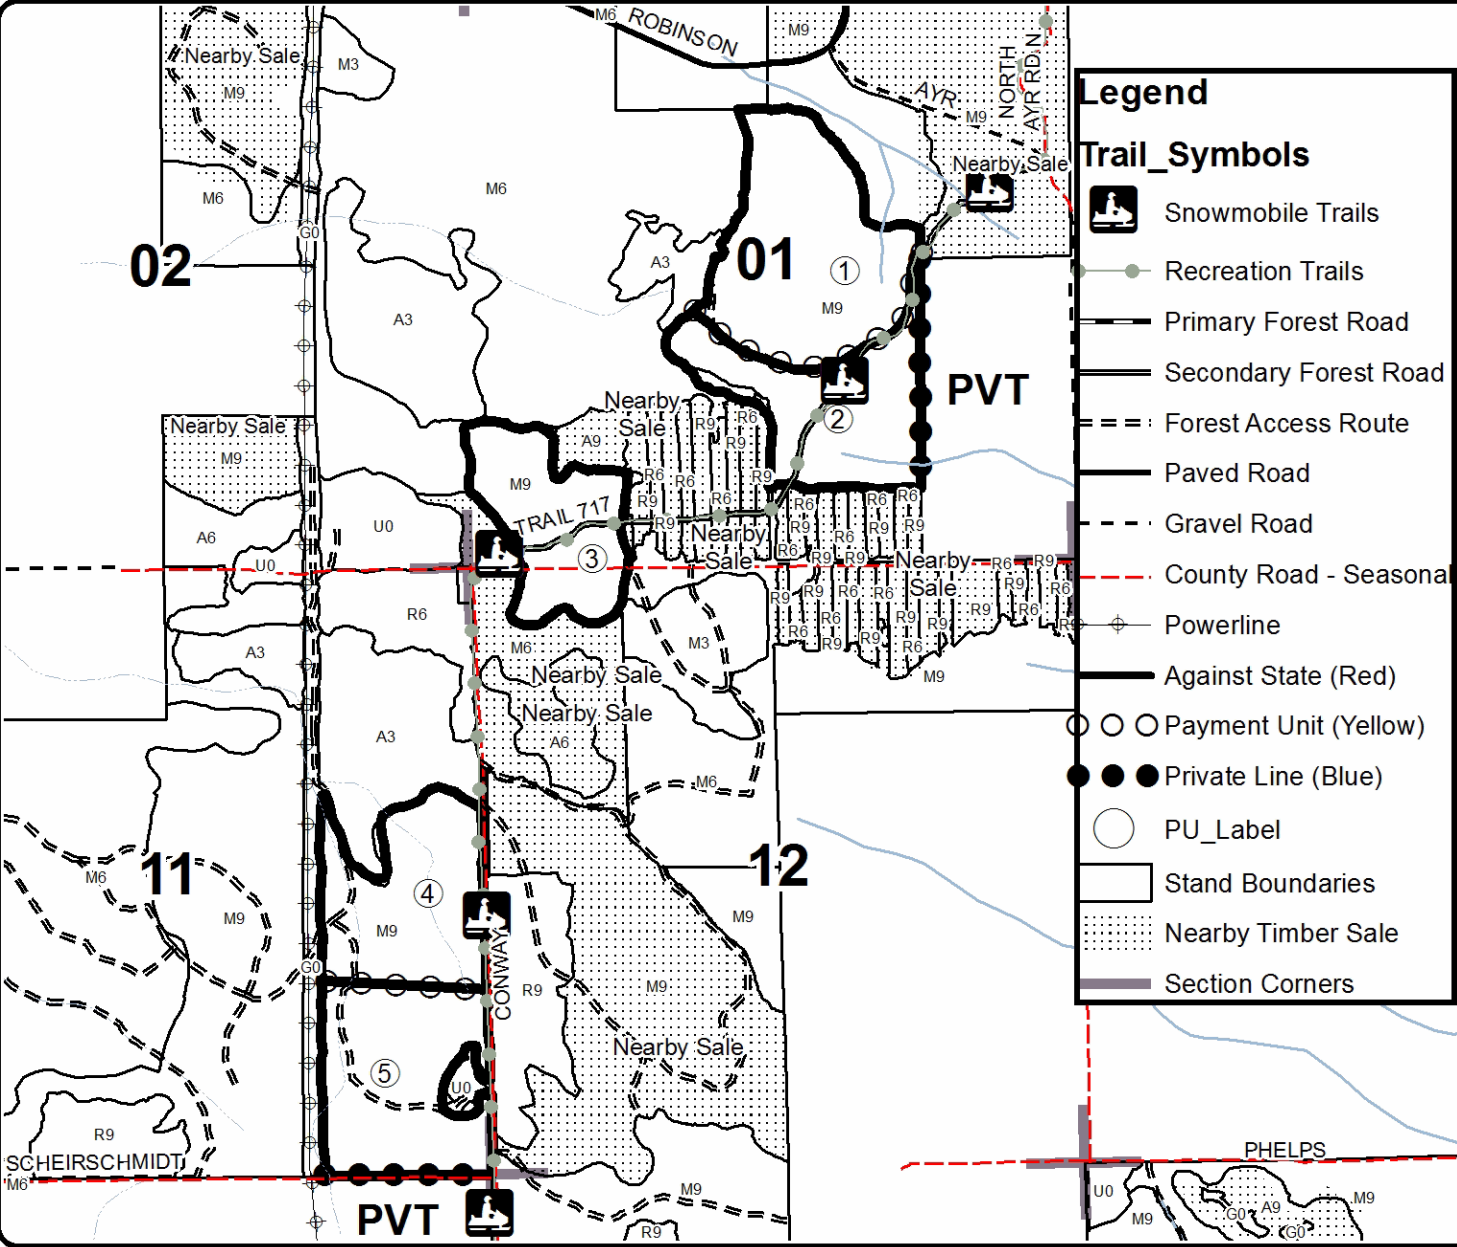 M6
ROBINSON
M9
NORTH
AYR RD N
Nearby Sale
M3
M9
AYR
M9
Nearby Sale
M6
M6
G0
02
A3
01
1
M9
A3
PVT
Nearby
Sale
2
R9
R6
R9
A9
Nearby Sale
M9
M9
R6
R6
R9
R9
R6
R6
R6
R6
TRAIL 717
R9
R9
R9
R6
R9
A6
U0
Nearby
Sale
R6
R9
R9
Nearby
Sale
R6
R9
3
U0
R9
R6
R9
R9
R6
R6
R6
R6
R9
R6
R9
R9
R9
R6
R6
R9
R9
R9
R6
M9
M6
M3
A3
Nearby Sale
Nearby Sale
A6
A3
M6
11
12
M6
M9
4
M9
M9
G0
CONWAY
R9
M9
Nearby Sale
5
U0
R9
SCHEIRSCHMIDT
M6
PVT
M9
R9
PHELPS
U0
M9
G0
A9
G0
M9
Legend
Trail_Symbols
Snowmobile Trails
Recreation Trails
Primary Forest Road
Secondary Forest Road
Forest Access Route
Paved Road
Gravel Road
County Road - Seasonal
Powerline
Against State (Red)
Payment Unit (Yellow)
Private Line (Blue)
PU_Label
Stand Boundaries
Nearby Timber Sale
Section Corners